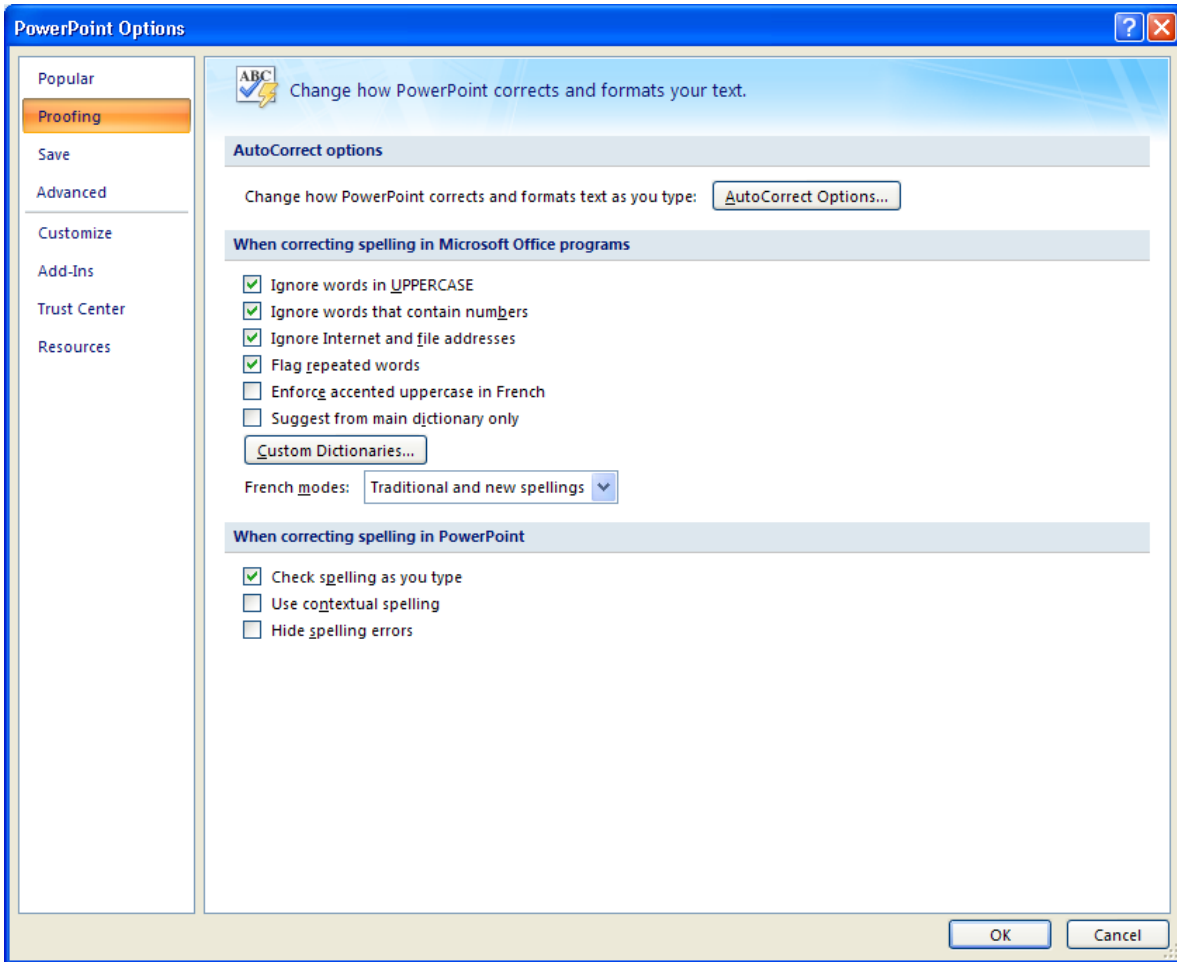 PowerPoint Options
Popular
Proofing
Save
Advanced
Customize
Add-Ins
Trust Center
Resources
ABC
Change how PowerPoint corrects and formats your text.
AutoCorrect options
Change how PowerPoint corrects and formats text as you type: AutoCorrect Options...
When correcting spelling in Microsoft Office programs
Ignore words in UPPERCASE
Ignore words that contain numbers
Ignore Internet and file addresses
Flag repeated words
Enforce accented uppercase in French
Suggest from main dictionary only
Custom Dictionaries...
French modes: Traditional and new spellings
When correcting spelling in PowerPoint
Check spelling as you type
Use contextual spelling
Hide spelling errors
OK Cancel